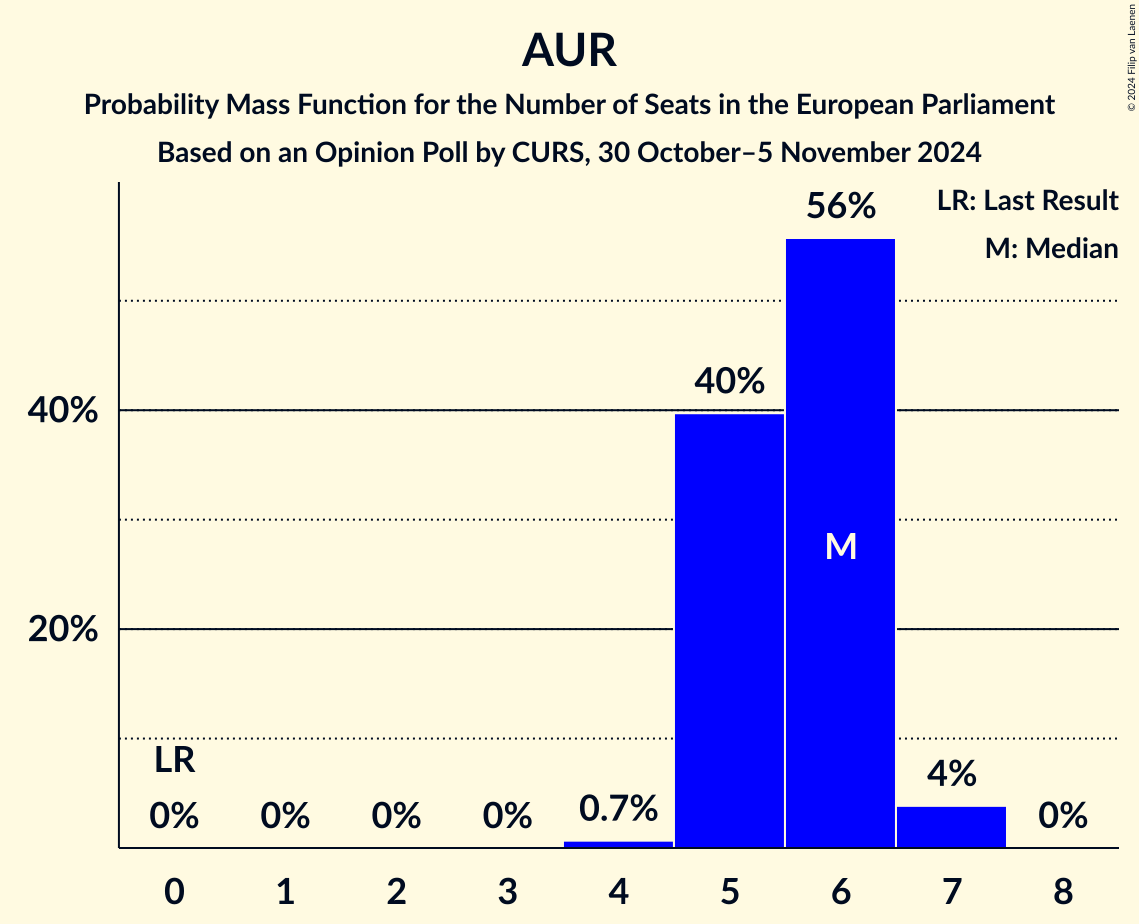 AUR
Probability Mass Function for the Number of Seats in the European Parliament
Based on an Opinion Poll by CURS, 30 October–5 November 2024
© 2024 Filip van Laenen
LR: Last Result
M: Median
56%
40%
40%
M
20%
LR
0% 0% 0% 0% 0.7% 4% 0%
0 1 2 3 4 5 6 7 8